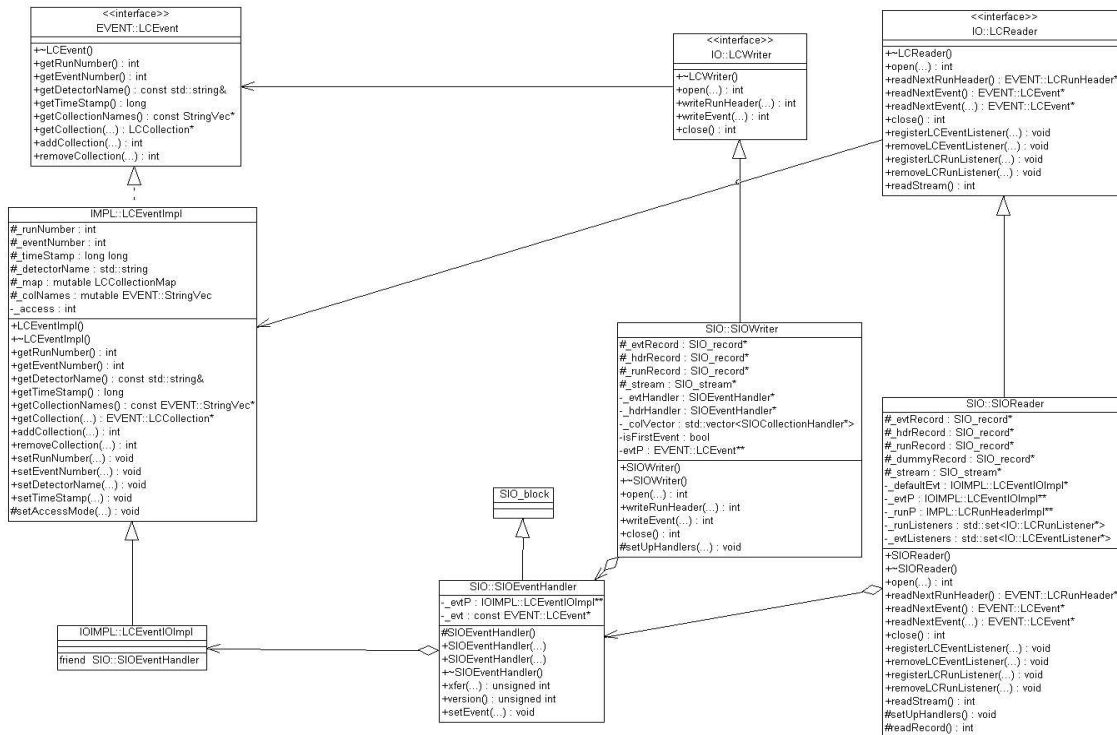 <<interface>>
EVENT::LCEvent
+~LCEvent()
+getRunNumber() : int
+getEventNumber() : int
+getDetectorName() : const std::string&
+getTimeStamp() : long
+getCollectionNames() : const StringVec*
+getCollection(...) : LCCollection*
+addCollection(...) : int
+removeCollection(...) : int
<<interface>>
IO::LCWriter
+~LCWriter()
+open(...) : int
+writeRunHeader(...) : int
+writeEvent(...) : int
+close() : int
<<interface>>
IO::LCReader
+~LCReader()
+open(...) : int
+readNextRunHeader() : EVENT::LCRunHeader*
+readNextEvent() : EVENT::LCEvent*
+readNextEvent(...) : EVENT::LCEvent*
+close() : int
+registerLCEventListener(...) : void
+removeLCEventListener(...) : void
+registerLCRunListener(...) : void
+removeLCRunListener(...) : void
+readStream() : int
IMPL::LCEventImpl
#_runNumber : int
#_eventNumber : int
#_timeStamp : long long
#_detectorName : std::string
#_map : mutable LCCollectionMap
#_colNames : mutable EVENT::StringVec
-_access : int
+LCEventImpl()
+~LCEventImpl()
+getRunNumber() : int
+getEventNumber() : int
+getDetectorName() : const std::string&
+getTimeStamp() : long
+getCollectionNames() : const EVENT::StringVec*
+getCollection(...) : EVENT::LCCollection*
+addCollection(...) : int
+removeCollection(...) : int
+setRunNumber(...) : void
+setEventNumber(...) : void
+setDetectorName(...) : void
+setTimeStamp(...) : void
#setAccessMode(...) : void
SIO::SIOWriter
#_evtRecord : SIO_record*
#_hdrRecord : SIO_record*
#_runRecord : SIO_record*
#_stream : SIO_stream*
-_evtHandler : SIOEventHandler*
-_hdrHandler : SIOEventHandler*
-_colVector : std::vector<SIOCollectionHandler*>
-isFirstEvent : bool
-evtP : EVENT::LCEvent**
+SIOWriter()
+~SIOWriter()
+open(...) : int
+writeRunHeader(...) : int
+writeEvent(...) : int
+close() : int
#setUpHandlers(...) : void
SIO::SIOReader
#_evtRecord : SIO_record*
#_hdrRecord : SIO_record*
#_runRecord : SIO_record*
#_dummyRecord : SIO_record*
#_stream : SIO_stream*
-_defaultEvt : IOIMPL::LCEventIOImpl*
-_evtP : IOIMPL::LCEventIOImpl**
-_runP : IMPL::LCRunHeaderImpl**
-_runListeners : std::set<IO::LCRunListener*>
-_evtListeners : std::set<IO::LCEventListener*>
+SIOReader()
+~SIOReader()
+open(...) : int
+readNextRunHeader() : EVENT::LCRunHeader*
+readNextEvent() : EVENT::LCEvent*
+readNextEvent(...) : EVENT::LCEvent*
+close() : int
+registerLCEventListener(...) : void
+removeLCEventListener(...) : void
+registerLCRunListener(...) : void
+removeLCRunListener(...) : void
+readStream() : int
#setUpHandlers() : void
#readRecord() : int
SIO_block
SIO::SIOEventHandler
-_evtP : IOIMPL::LCEventIOImpl**
-_evt : const EVENT::LCEvent*
#SIOEventHandler()
+SIOEventHandler(...)
+SIOEventHandler(...)
+~SIOEventHandler()
+xfer(...) : unsigned int
+version() : unsigned int
+setEvent(...) : void
IOIMPL::LCEventIOImpl
friend SIO::SIOEventHandler